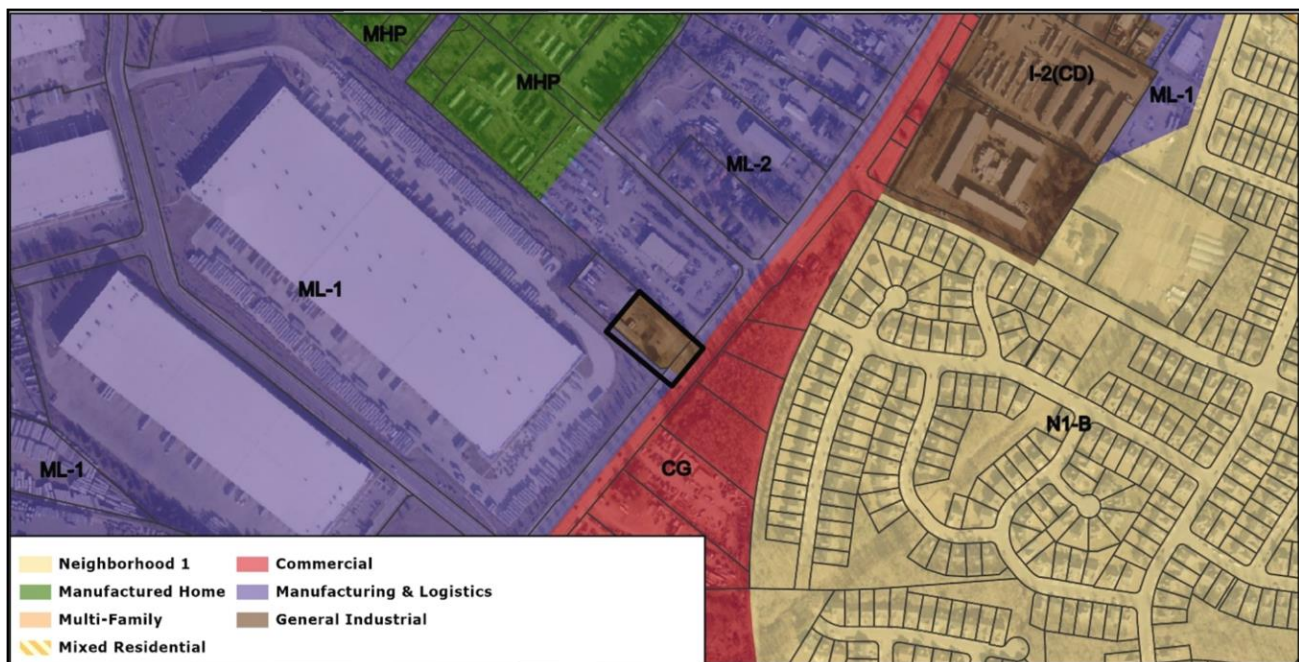 MHP
MHP
I-2(CD)
ML-1
ML-2
ML-1
N1-B
CG
ML-1
Neighborhood 1
Manufactured Home
Multi-Family
Mixed Residential
Commercial
Manufacturing & Logistics
General Industrial